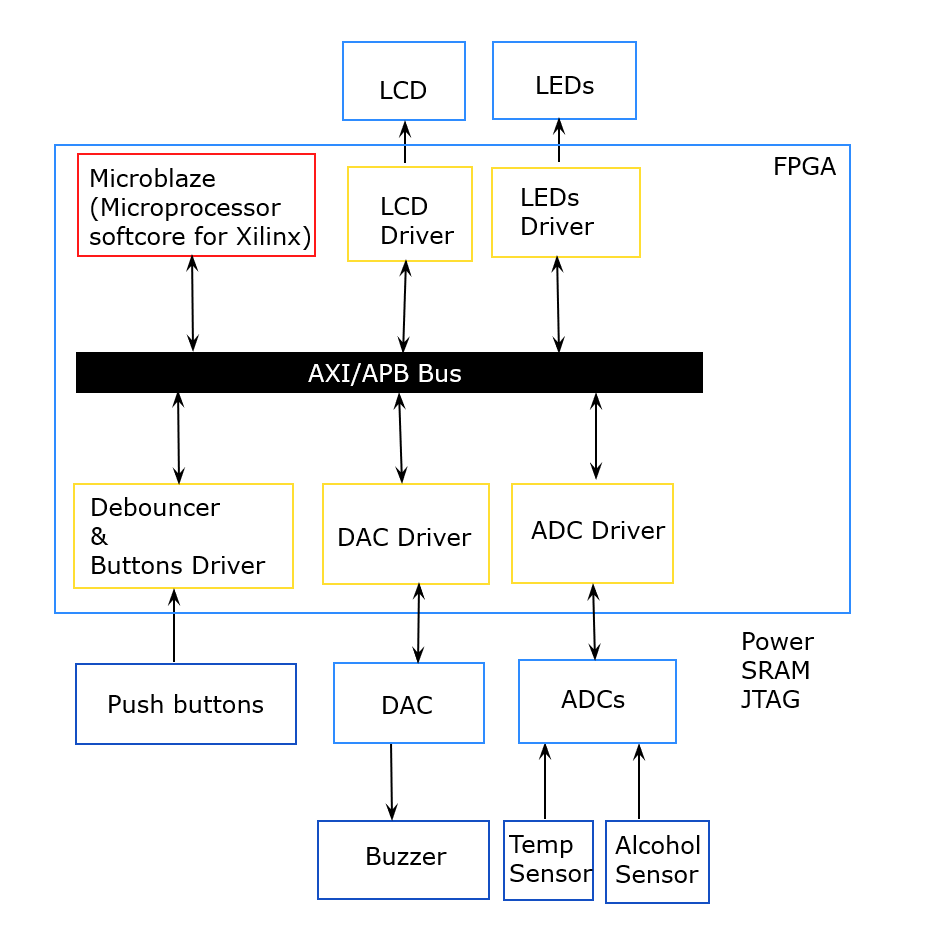 LCD
LEDs
FPGA
Microblaze
(Microprocessor
softcore for Xilinx)
LCD
Driver
LEDs
Driver
AXI/APB Bus
Debouncer
&
Buttons Driver
DAC Driver
ADC Driver
Power
SRAM
JTAG
Push buttons
DAC
ADCs
Buzzer
Temp
Sensor
Alcohol
Sensor